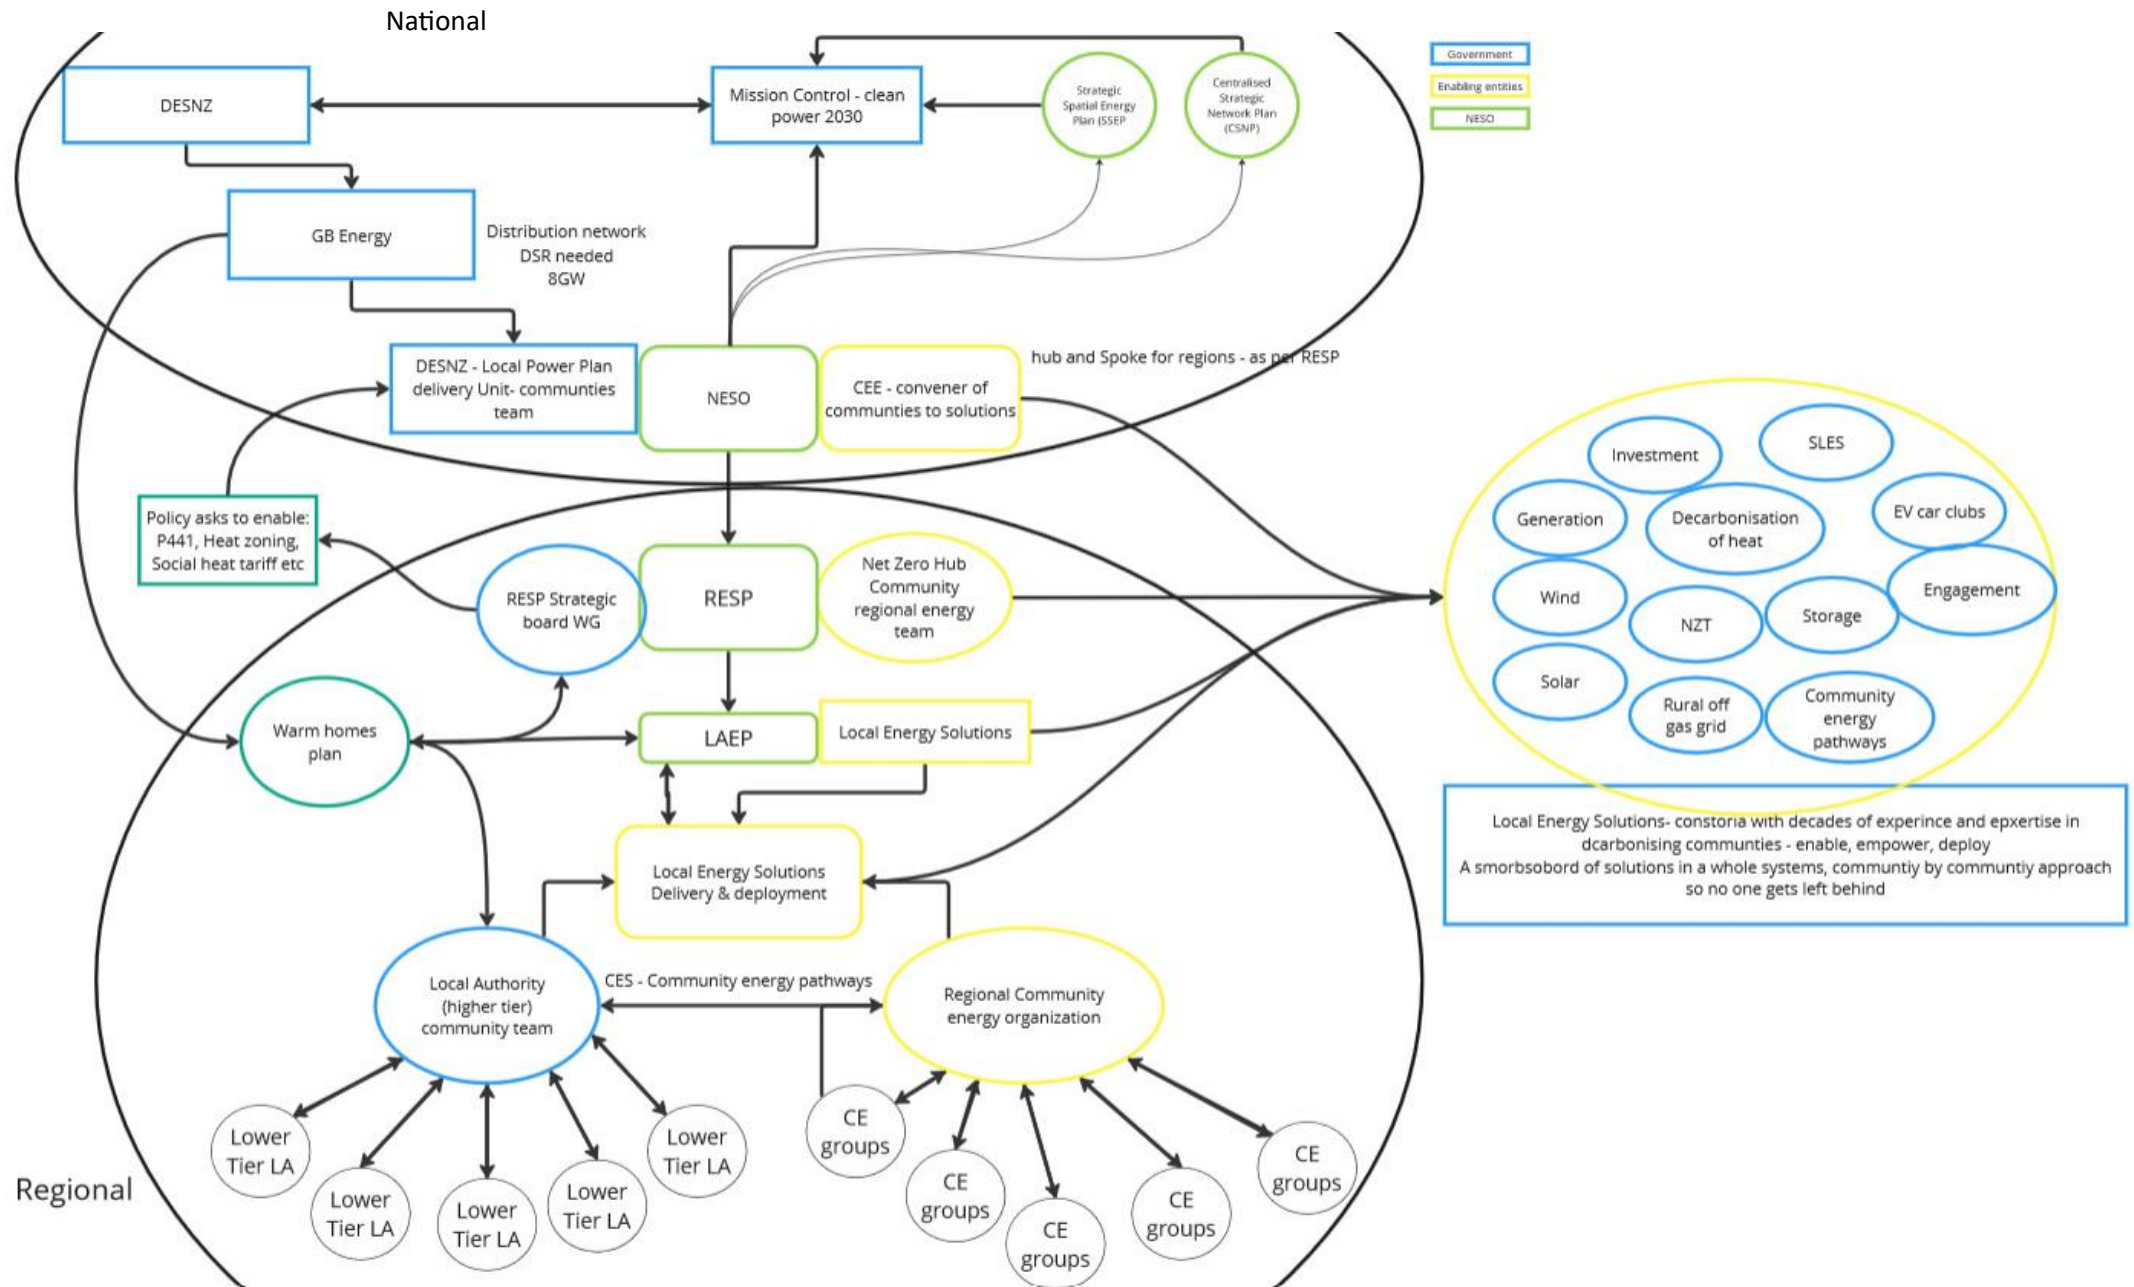 National
Government
Enabling entities
NESO
DESNZ
Mission Control - clean
power 2030
Strategic
Spatial Energy
Plan (SSEP
Centralised
Strategic
Network Plan
(CSNP)
GB Energy
Distribution network
DSR needed
8GW
DESNZ - Local Power Plan
delivery Unit- communties
team
NESO
CEE - convener of
communties to solutions
hub and Spoke for regions - as per RESP
Policy asks to enable:
P441, Heat zoning,
Social heat tariff etc
RESP Strategic
board WG
RESP
Net Zero Hub
Community
regional energy
team
Warm homes
plan
LAEP
Local Energy Solutions
Local Energy Solutions
Delivery & deployment
Local Authority
(higher tier)
community team
CES - Community energy pathways
Regional Community
energy organization
Lower
Tier LA
Lower
Tier LA
Lower
Tier LA
Lower
Tier LA
Lower
Tier LA
CE
groups
CE
groups
CE
groups
CE
groups
CE
groups
Regional
Investment
SLES
Generation
Decarbonisation
of heat
EV car clubs
Wind
NZT
Storage
Engagement
Solar
Rural off
gas grid
Community
energy
pathways
Local Energy Solutions- constoria with decades of experince and epxertise in
dcarbonising communties - enable, empower, deploy
A smorbsobord of solutions in a whole systems, communtiy by communtiy approach
so no one gets left behind